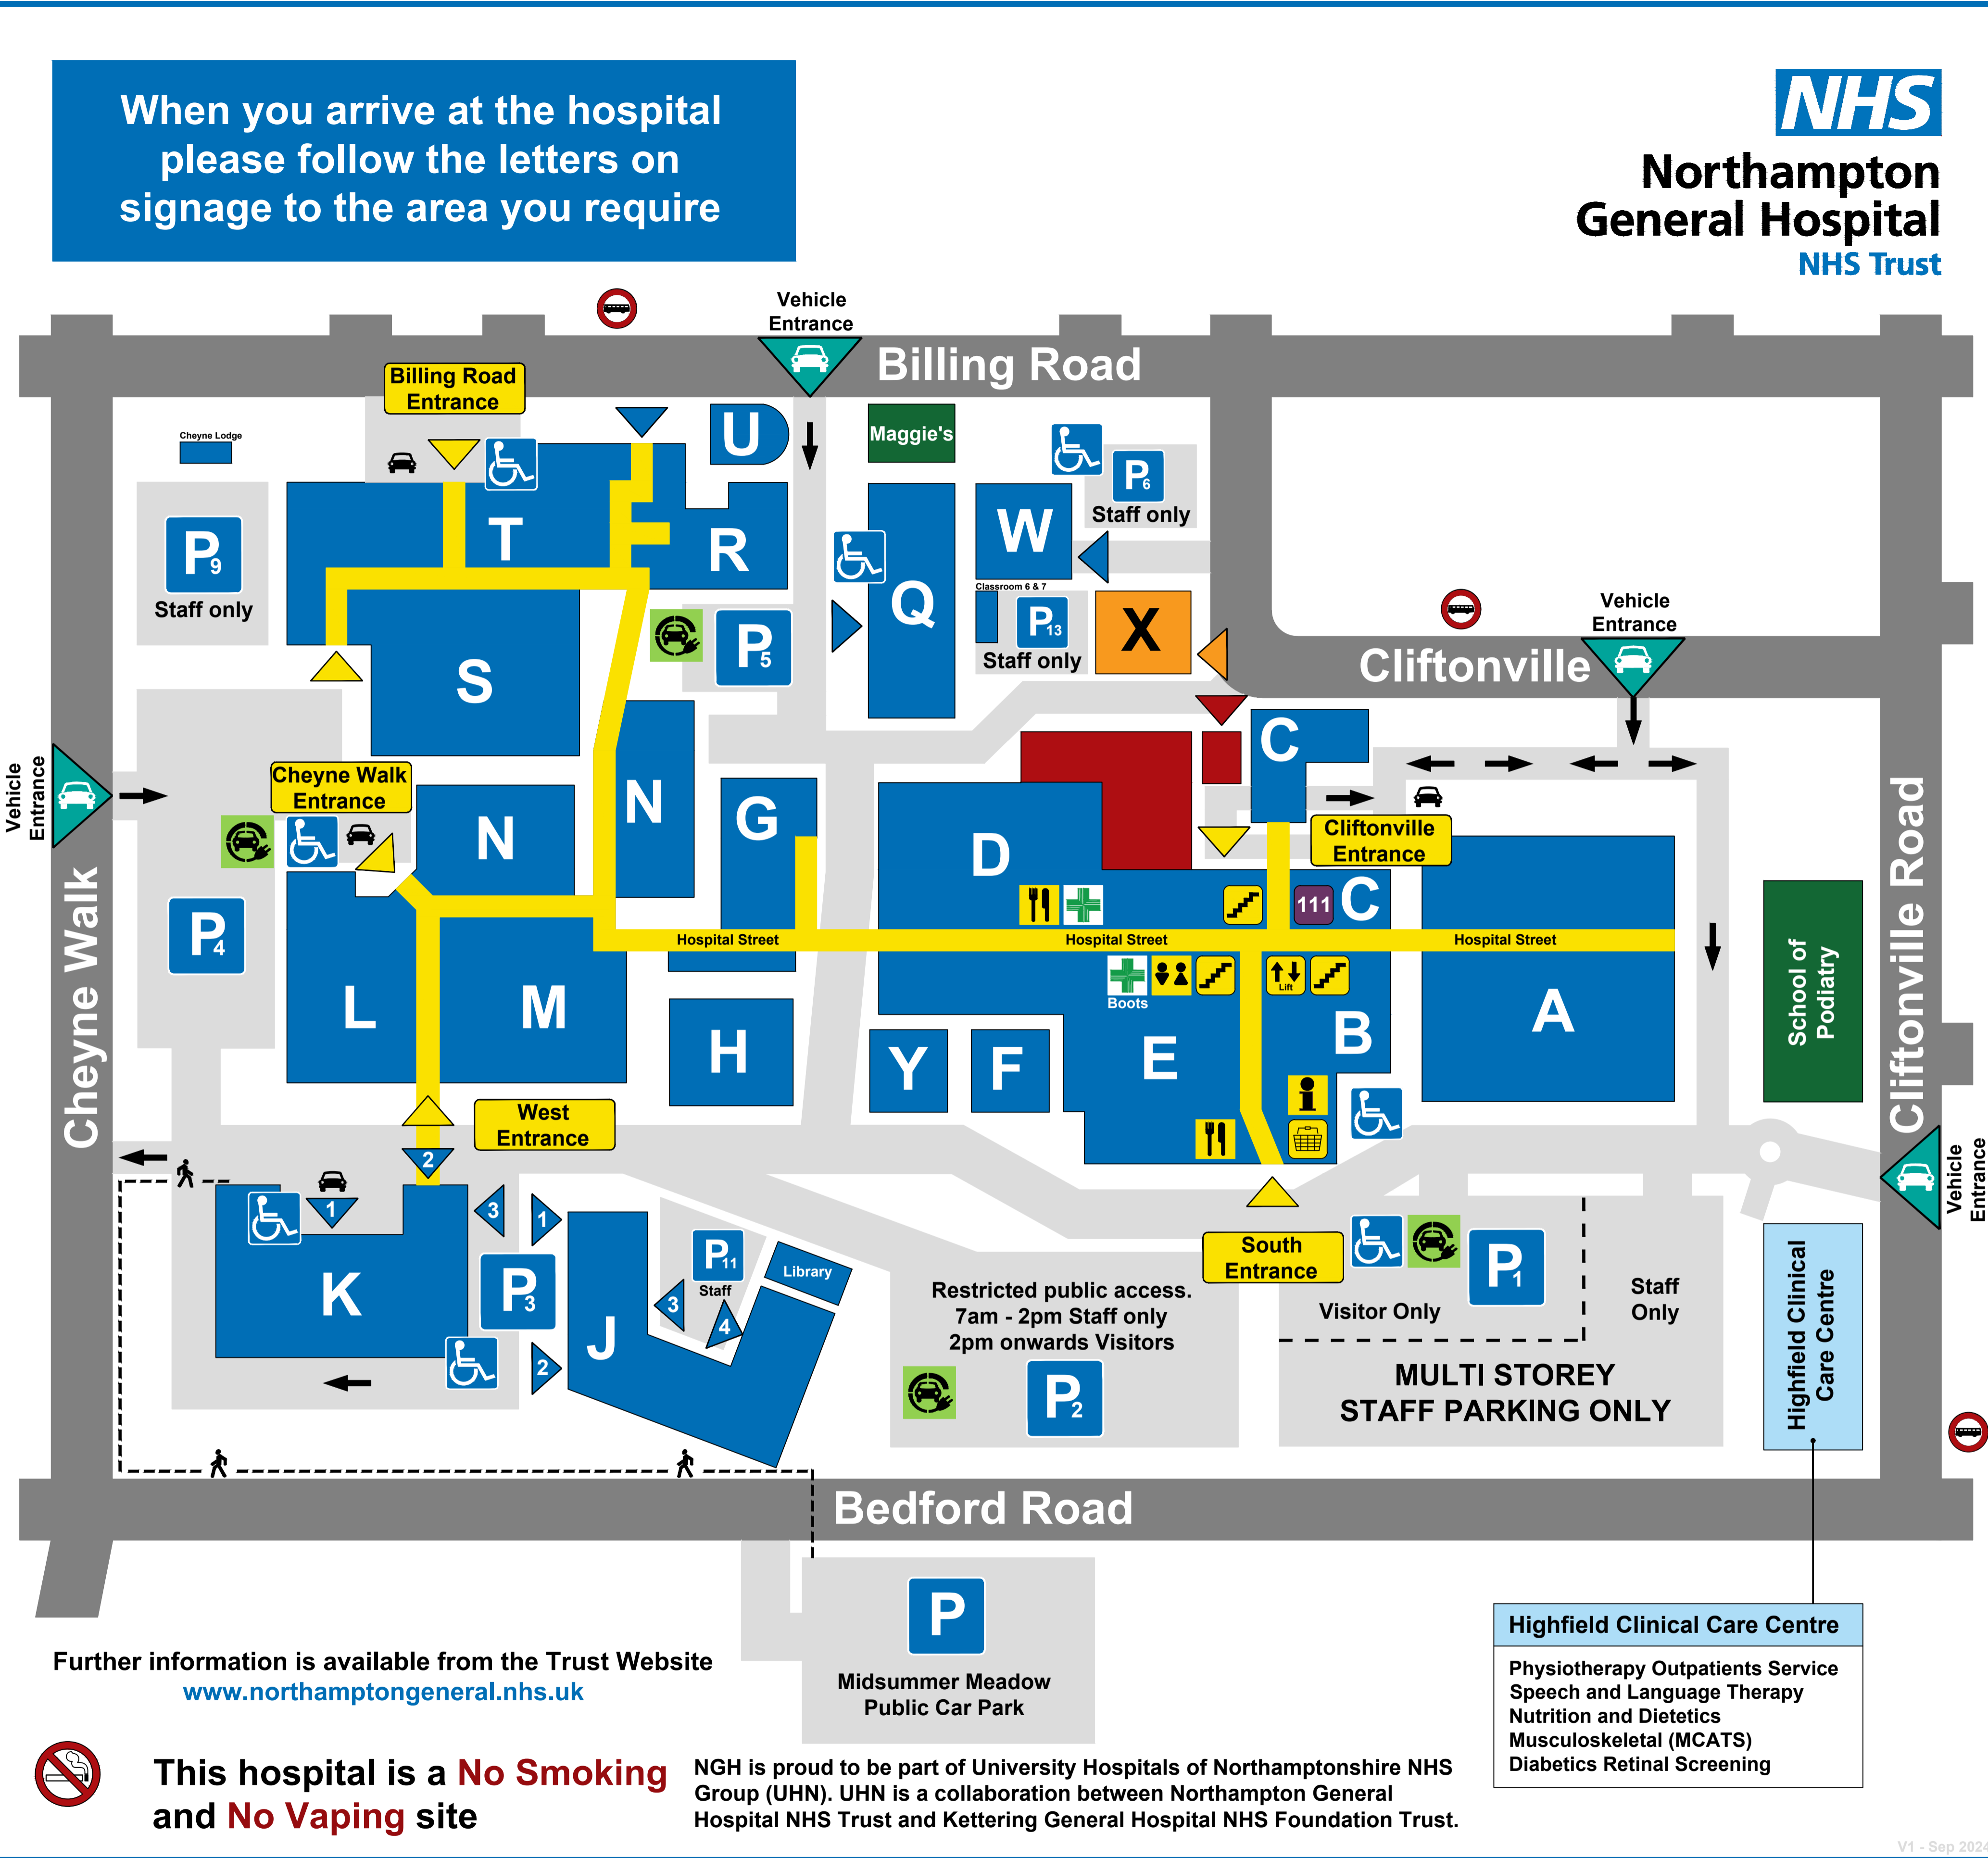 When you arrive at the hospital
please follow the letters on
signage to the area you require
NHS
Northampton
General Hospital
NHS Trust
Vehicle
Entrance
Billing Road
Billing Road
Entrance
Cheyne Lodge
U
Maggie's
P6
Staff only
T
R
W
Q
P9
Staff only
Classroom 6 & 7
P13
Staff only
X
P5
Vehicle
Entrance
Cliftonville
S
C
Vehicle
Entrance
Cheyne Walk
Entrance
N
N
G
D
Cliftonville
Entrance
Cheyne Walk
P4
111
C
Hospital Street
Hospital Street
Hospital Street
School of
Podiatry
Cliftonville Road
Boots
Lift
L
M
H
Y
F
E
B
A
West
Entrance
2
Vehicle
Entrance
1
3
1
K
P3
2
J
P11
Staff
3
4
Library
South
Entrance
P1
Visitor Only
Staff
Only
Restricted public access.
7am - 2pm Staff only
2pm onwards Visitors
P2
MULTI STOREY
STAFF PARKING ONLY
Highfield Clinical
Care Centre
Bedford Road
P
Midsummer Meadow
Public Car Park
Highfield Clinical Care Centre
Physiotherapy Outpatients Service
Speech and Language Therapy
Nutrition and Dietetics
Musculoskeletal (MCATS)
Diabetics Retinal Screening
Further information is available from the Trust Website
www.northamptongeneral.nhs.uk
This hospital is a No Smoking
and No Vaping site
NGH is proud to be part of University Hospitals of Northamptonshire NHS
Group (UHN). UHN is a collaboration between Northampton General
Hospital NHS Trust and Kettering General Hospital NHS Foundation Trust.
V1 - Sep 2024